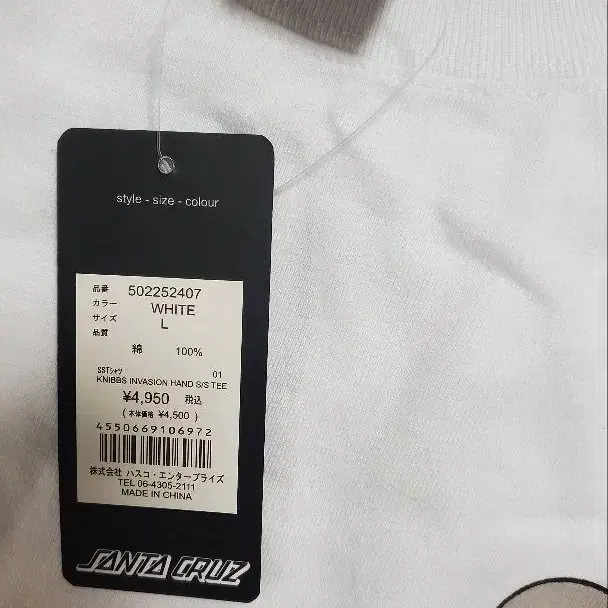 style - size - colour
品番 502252407
カラー WHITE
サイズ L
品質
綿 100%
SSTシャツ 01
KNIBBS INVASION HAND S/S TEE
¥4,950 税込
( 本体価格 ¥4,500 )
4550669106972
株式会社 ハスコ・エンタープライズ
TEL 06-4305-2111
MADE IN CHINA
SANTA CRUZ